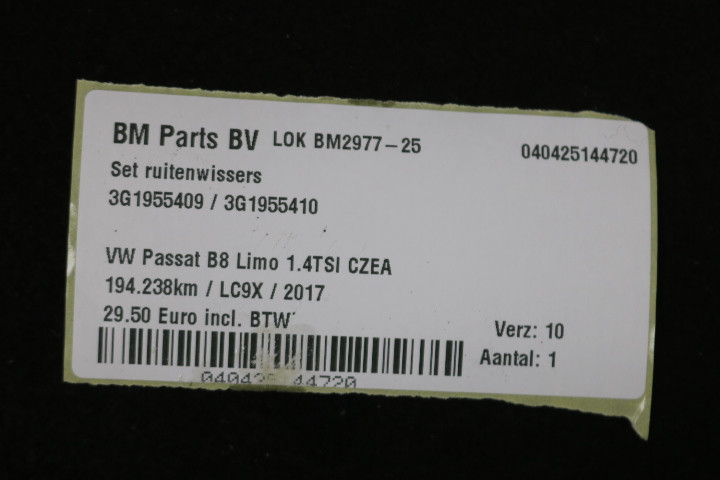 BM Parts BV LOK BM2977-25 040425144720
Set ruitenwissers
3G1955409 / 3G1955410
VW Passat B8 Limo 1.4TSI CZEA
194.238km / LC9X / 2017
29.50 Euro incl. BTW
Verz: 10
Aantal: 1